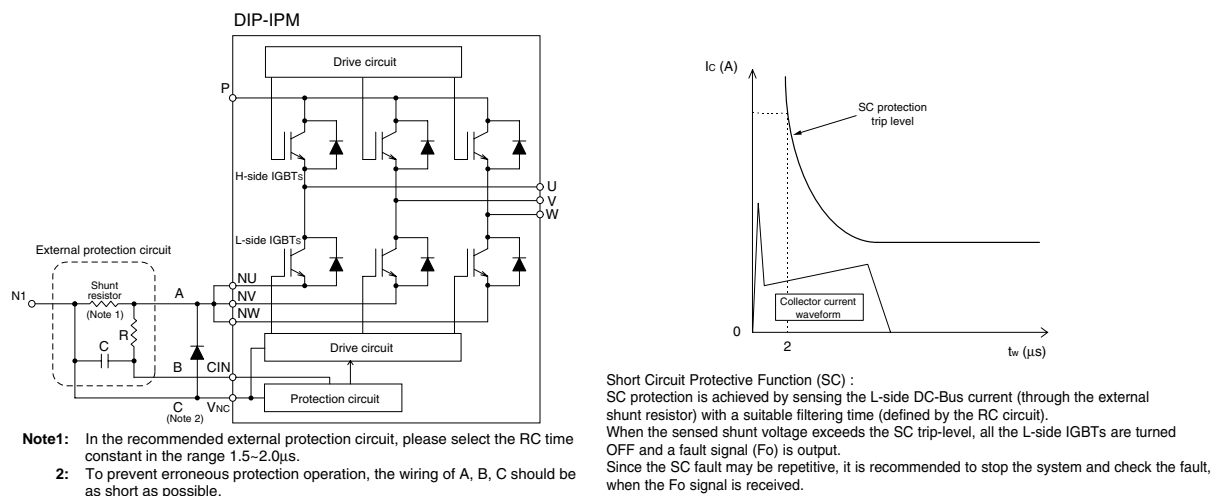 DIP-IPM
Drive circuit
P
H-side IGBTS
U
V
W
L-side IGBTS
External protection circuit
NU
N1
Shunt
resistor
(Note 1)
A
NV
NW
R
C
Drive circuit
B
CIN
C
(Note 2)
VNC
Protection circuit
Note1: In the recommended external protection circuit, please select the RC time
constant in the range 1.5~2.0μs.
2: To prevent erroneous protection operation, the wiring of A, B, C should be
as short as possible.
IC (A)
SC protection
trip level
Collector current
waveform
0
2
tw (μs)
Short Circuit Protective Function (SC) :
SC protection is achieved by sensing the L-side DC-Bus current (through the external
shunt resistor) with a suitable filtering time (defined by the RC circuit).
When the sensed shunt voltage exceeds the SC trip-level, all the L-side IGBTs are turned
OFF and a fault signal (Fo) is output.
Since the SC fault may be repetitive, it is recommended to stop the system and check the fault,
when the Fo signal is received.